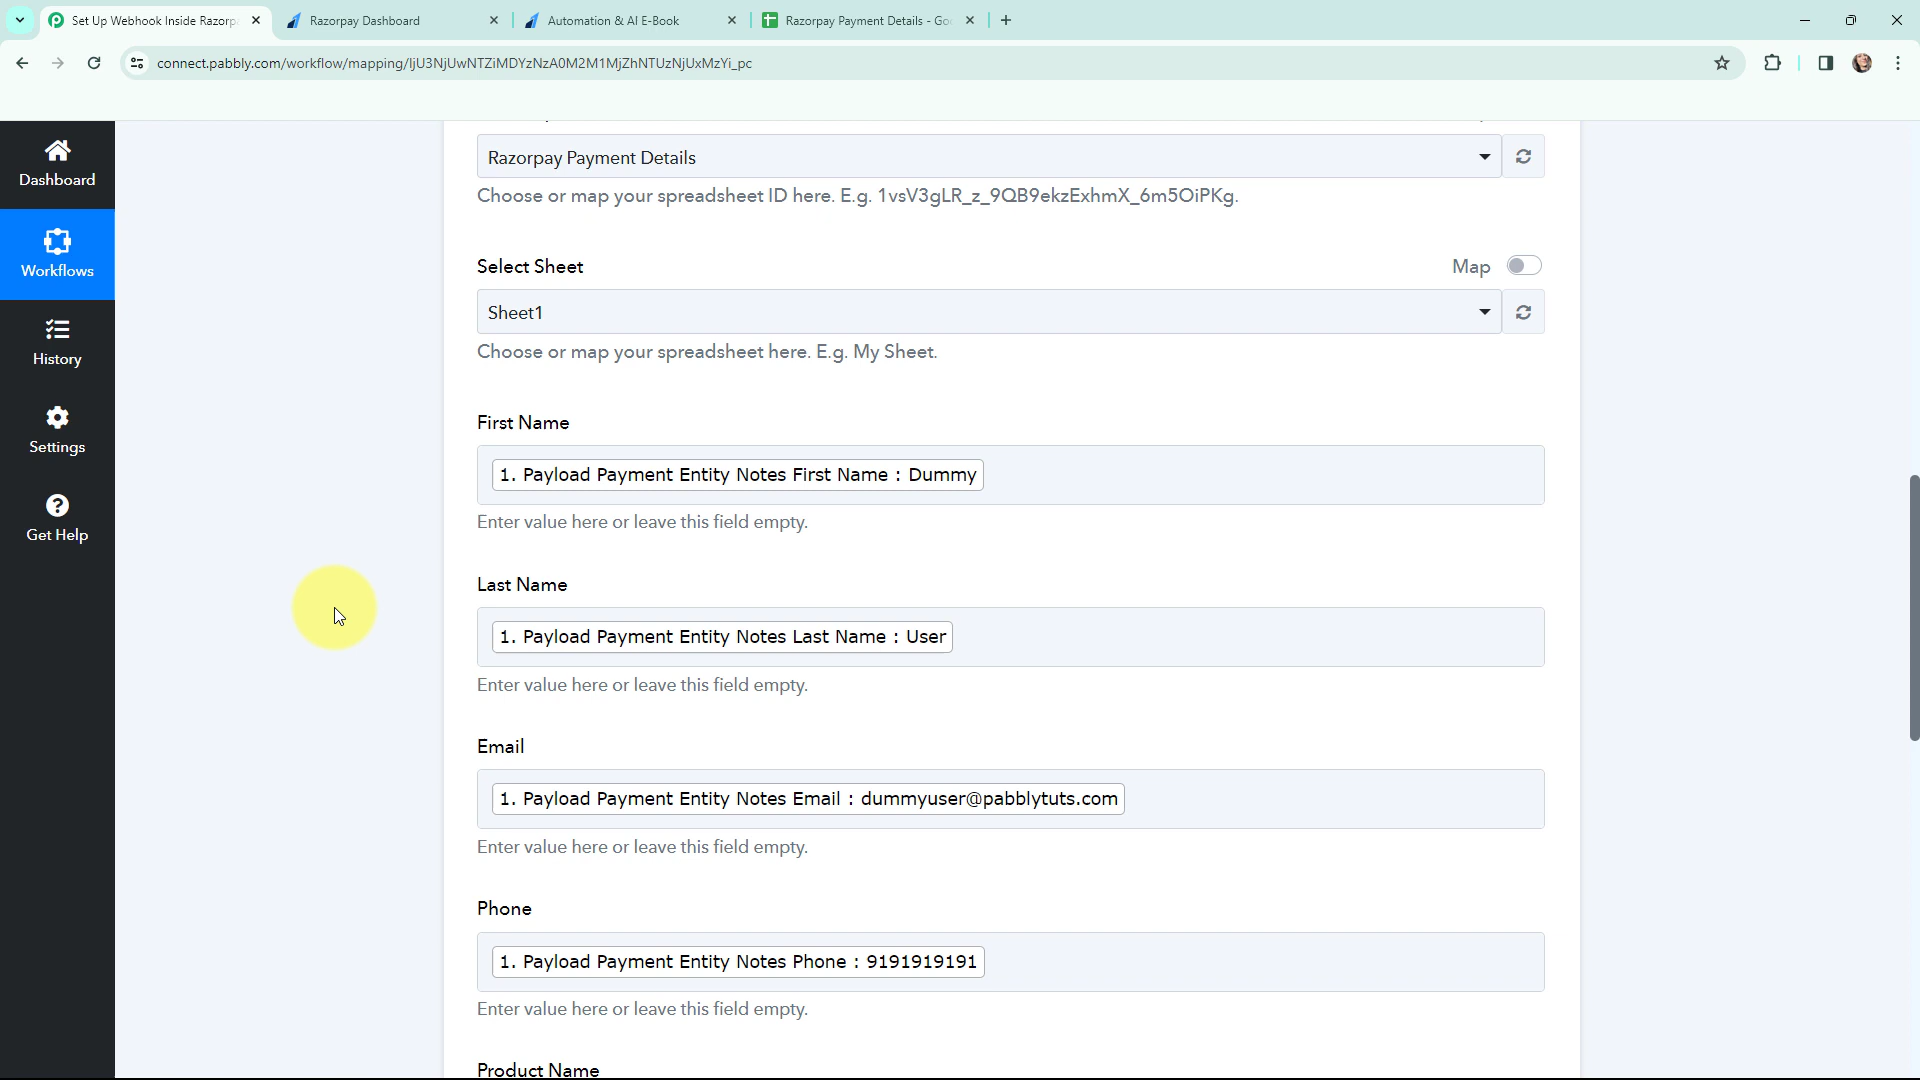 Set Up Webhook Inside Razorp
Razorpay Dashboard
Automation & AI E-Book
Razorpay Payment Details - Go
connect.pabbly.com/workflow/mapping/IjU3NjUwNTZiMDYzNzA0M2M1MjZhNTUzNjUxMzYi_pc
Dashboard
Workflows
History
Settings
Get Help
Razorpay Payment Details
Choose or map your spreadsheet ID here. E.g. 1vsV3gLR_z_9QB9ekzExhmX_6m5OiPKg.
Select Sheet
Map
Sheet1
Choose or map your spreadsheet here. E.g. My Sheet.
First Name
1. Payload Payment Entity Notes First Name : Dummy
Enter value here or leave this field empty.
Last Name
1. Payload Payment Entity Notes Last Name : User
Enter value here or leave this field empty.
Email
1. Payload Payment Entity Notes Email : dummyuser@pabblytuts.com
Enter value here or leave this field empty.
Phone
1. Payload Payment Entity Notes Phone : 9191919191
Enter value here or leave this field empty.
Product Name